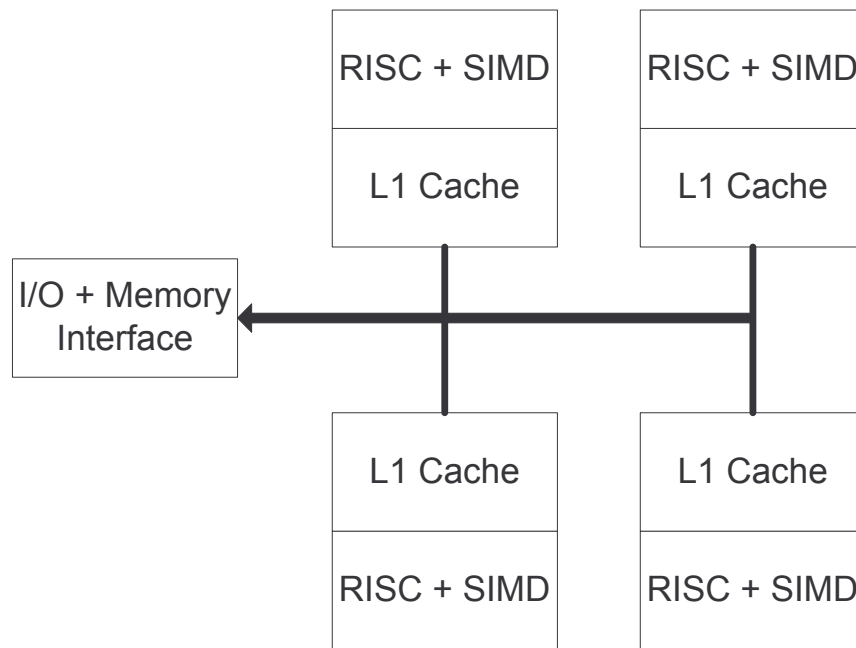 RISC + SIMD
RISC + SIMD
L1 Cache
L1 Cache
I/O + Memory
Interface
L1 Cache
L1 Cache
RISC + SIMD
RISC + SIMD